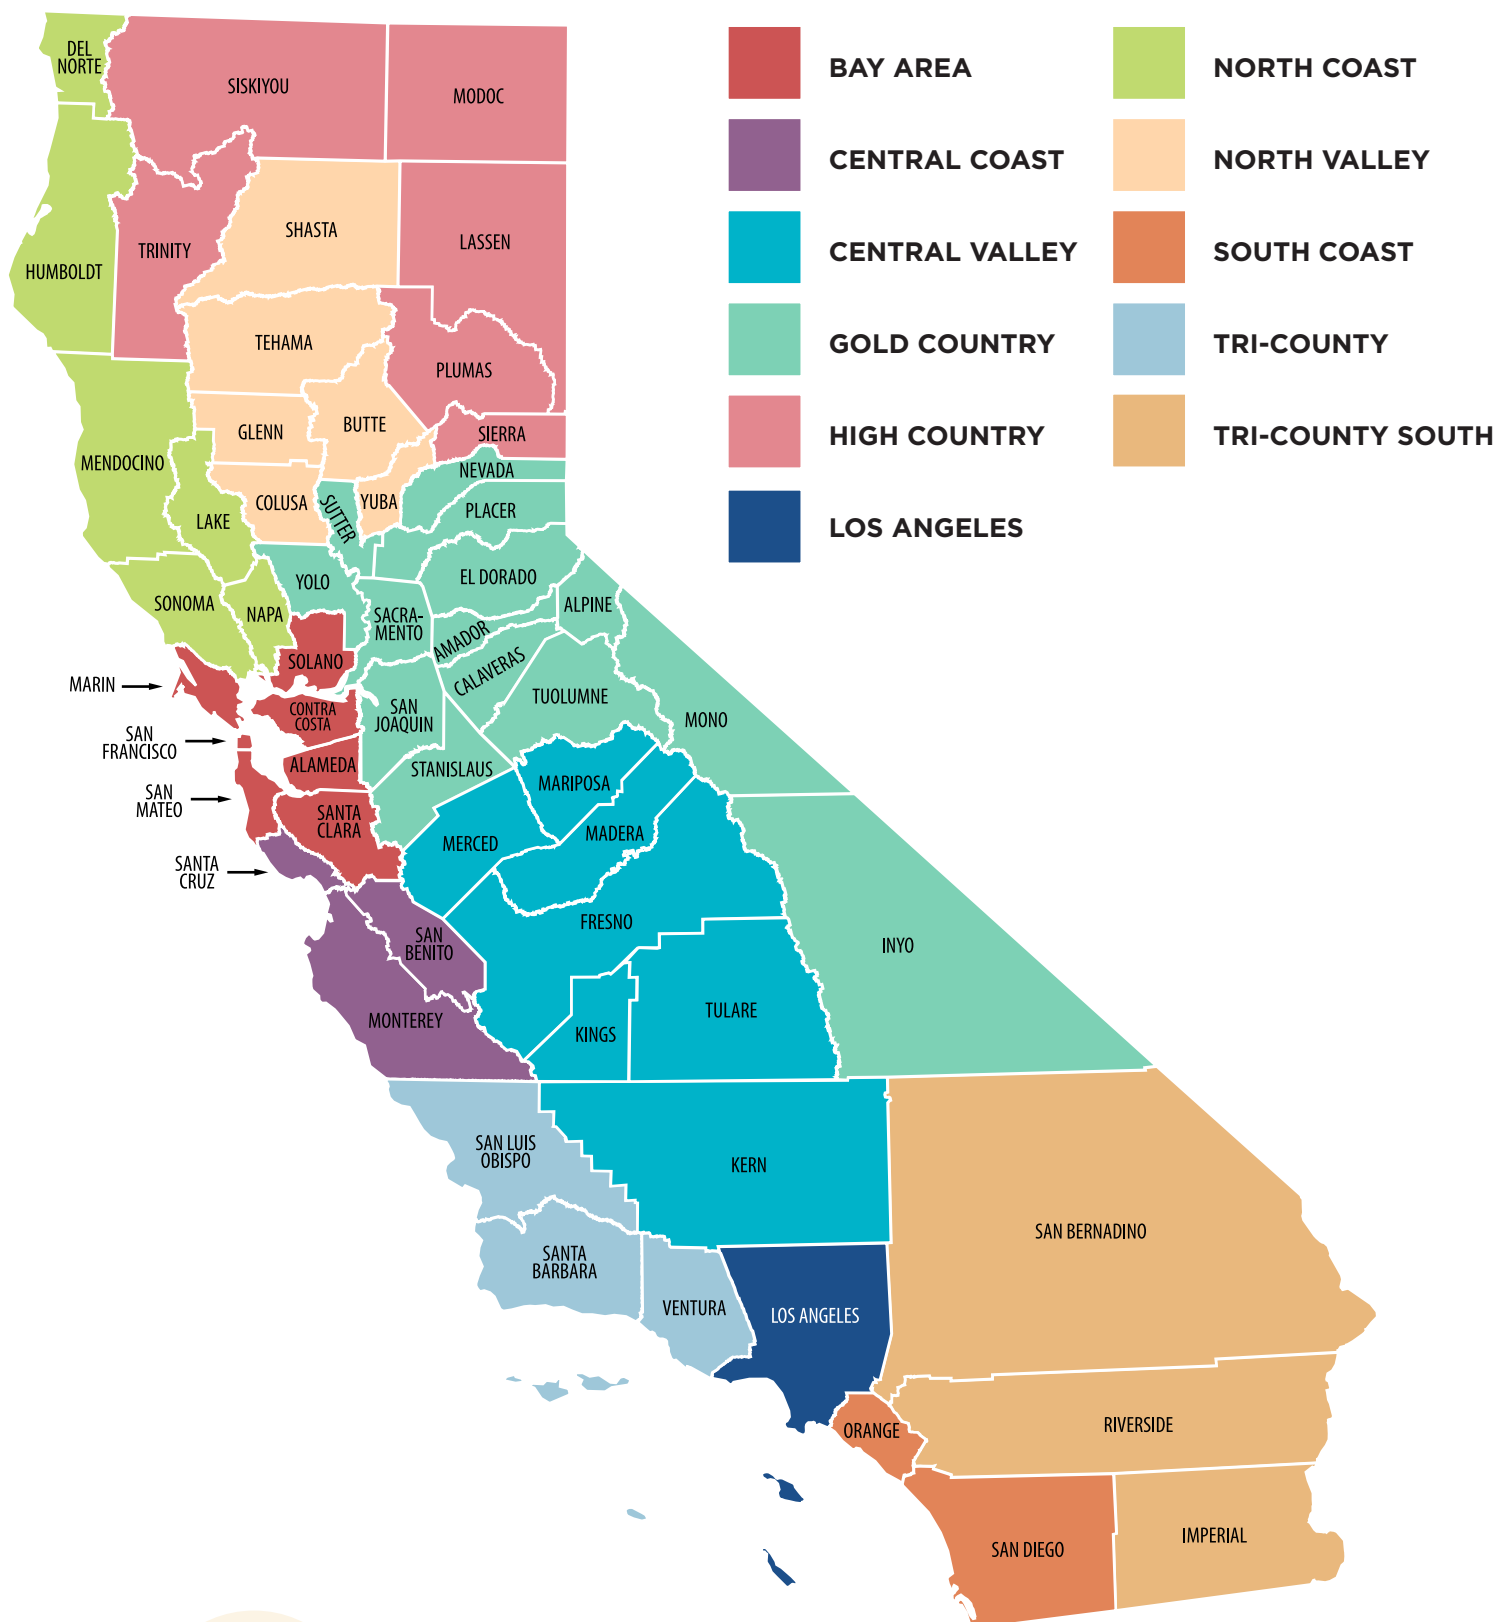 BAY AREA
CENTRAL COAST
CENTRAL VALLEY
GOLD COUNTRY
HIGH COUNTRY
LOS ANGELES
NORTH COAST
NORTH VALLEY
SOUTH COAST
TRI-COUNTY
TRI-COUNTY SOUTH
DEL
NORTE
SISKIYOU
MODOC
HUMBOLDT
TRINITY
SHASTA
LASSEN
TEHAMA
PLUMAS
MENDOCINO
GLENN
BUTTE
SIERRA
LAKE
COLUSA
SUTTER
YUBA
NEVADA
PLACER
SONOMA
NAPA
YOLO
SACRA-
MENTO
EL DORADO
ALPINE
AMADOR
CALAVERAS
SOLANO
MARIN
CONTRA
COSTA
SAN
JOAQUIN
TUOLUMNE
MONO
SAN
FRANCISCO
ALAMEDA
STANISLAUS
MARIPOSA
SAN
MATEO
SANTA
CLARA
MERCED
MADERA
SANTA
CRUZ
SAN
BENITO
FRESNO
INYO
MONTEREY
KINGS
TULARE
SAN LUIS
OBISPO
KERN
SAN BERNADINO
SANTA
BARBARA
VENTURA
LOS ANGELES
ORANGE
RIVERSIDE
SAN DIEGO
IMPERIAL